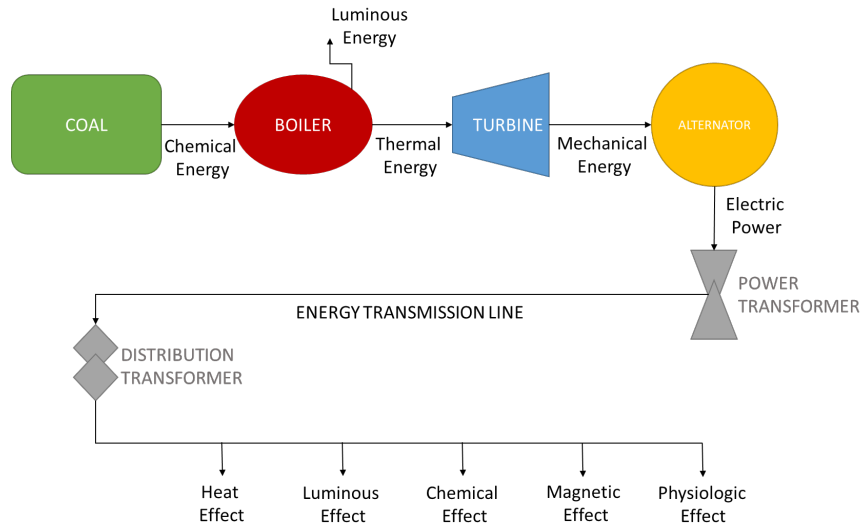 Luminous
Energy
COAL
BOILER
TURBINE
ALTERNATOR
Chemical
Energy
Thermal
Energy
Mechanical
Energy
Electric
Power
POWER
TRANSFORMER
ENERGY TRANSMISSION LINE
DISTRIBUTION
TRANSFORMER
Heat
Effect
Luminous
Effect
Chemical
Effect
Magnetic
Effect
Physiologic
Effect